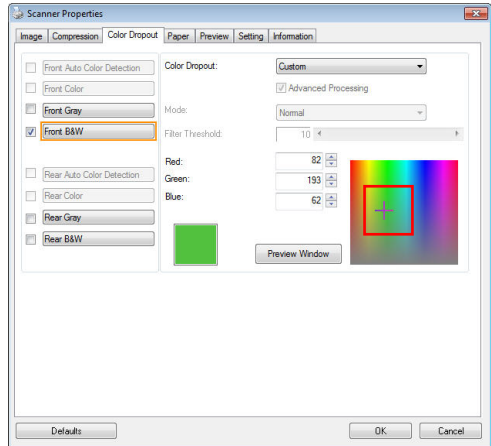 Scanner Properties
Image Compression Color Dropout Paper Preview Setting Information
Front Auto Color Detection
Front Color
Front Gray
Front B&W
Rear Auto Color Detection
Rear Color
Rear Gray
Rear B&W
Color Dropout: Custom
Advanced Processing
Mode: Normal
Filter Threshold: 10
Red: 82
Green: 193
Blue: 62
Preview Window
Defaults OK Cancel